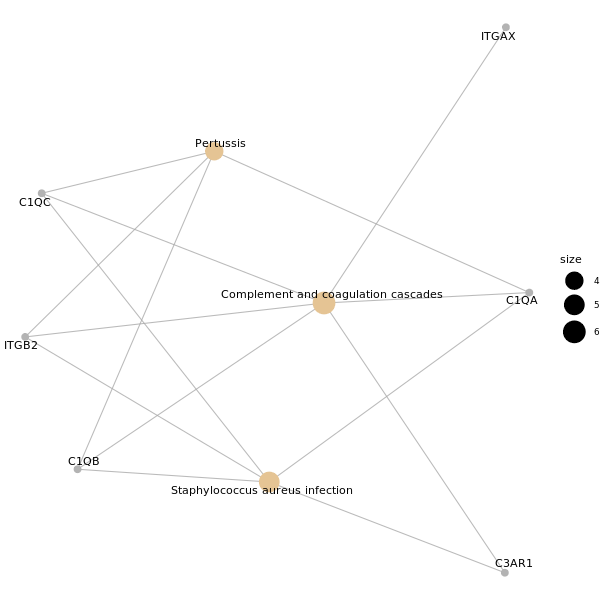 ITGAX
Pertussis
C1QC
size
4
Complement and coagulation cascades
C1QA
5
6
ITGB2
C1QB
Staphylococcus aureus infection
C3AR1